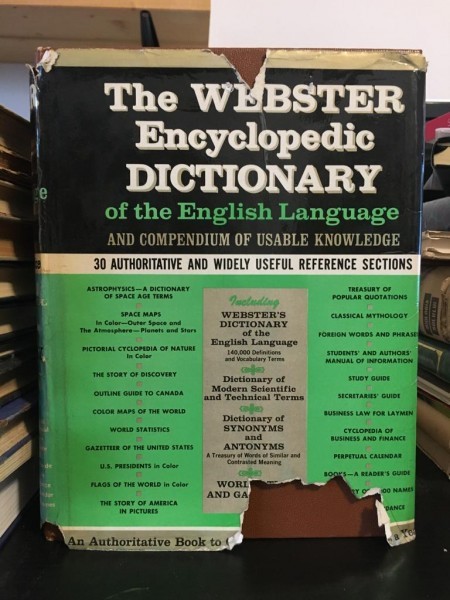 The WEBSTER
Encyclopedic
DICTIONARY
of the English Language
AND COMPENDIUM OF USABLE KNOWLEDGE
30 AUTHORITATIVE AND WIDELY USEFUL REFERENCE SECTIONS
ASTROPHYSICS—A DICTIONARY
OF SPACE AGE TERMS
SPACE MAPS
In Color—Outer Space and
The Atmosphere—Planets and Stars
PICTORIAL CYCLOPEDIA OF NATURE
In Color
THE STORY OF DISCOVERY
OUTLINE GUIDE TO CANADA
COLOR MAPS OF THE WORLD
WORLD STATISTICS
GAZETTEER OF THE UNITED STATES
U.S. PRESIDENTS in Color
FLAGS OF THE WORLD in Color
THE STORY OF AMERICA
IN PICTURES
Including
WEBSTER'S
DICTIONARY
of the
English Language
140,000 Definitions
and Vocabulary Terms
Dictionary of
Modern Scientific
and Technical Terms
Dictionary of
SYNONYMS
and
ANTONYMS
A Treasury of Words of Similar and
Contrasted Meaning
WORL
AND GA
TREASURY OF
POPULAR QUOTATIONS
CLASSICAL MYTHOLOGY
FOREIGN WORDS AND PHRASES
STUDENTS' AND AUTHORS'
MANUAL OF INFORMATION
STUDY GUIDE
SECRETARIES' GUIDE
BUSINESS LAW FOR LAYMEN
CYCLOPEDIA OF
BUSINESS AND FINANCE
PERPETUAL CALENDAR
BOOKS—A READER'S GUIDE
NAMES
DANCE
An Authoritative Book to